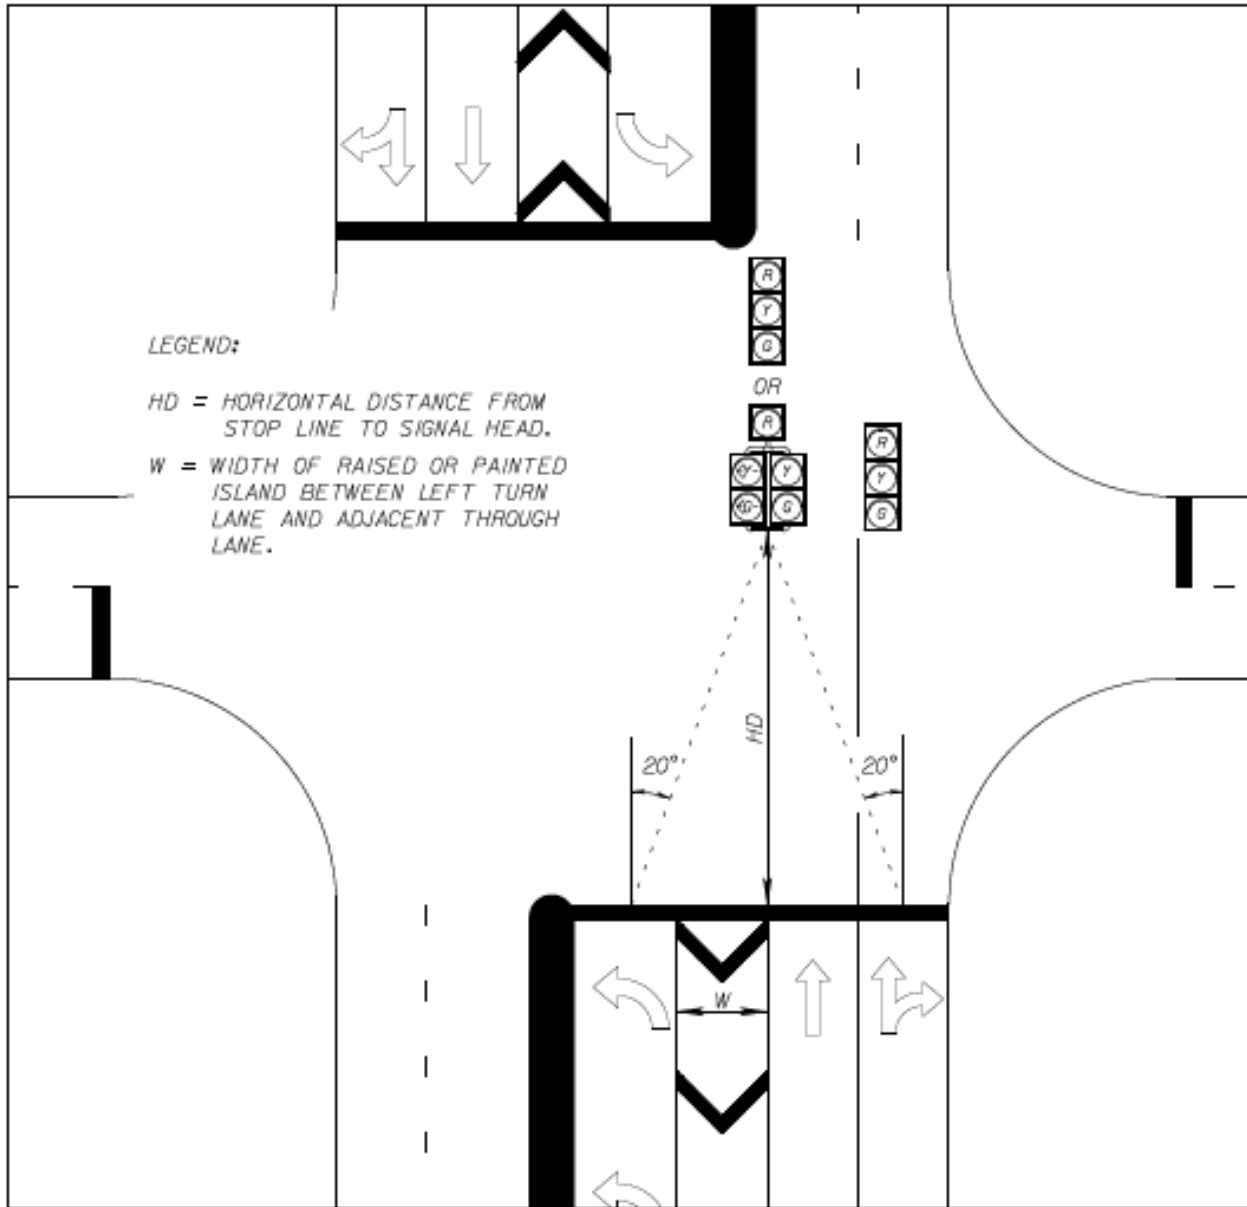 R
Y
G
OR
R
Y Y
G G
R
Y
G
LEGEND:
HD = HORIZONTAL DISTANCE FROM
STOP LINE TO SIGNAL HEAD.
W = WIDTH OF RAISED OR PAINTED
ISLAND BETWEEN LEFT TURN
LANE AND ADJACENT THROUGH
LANE.
HD
20°
20°
W